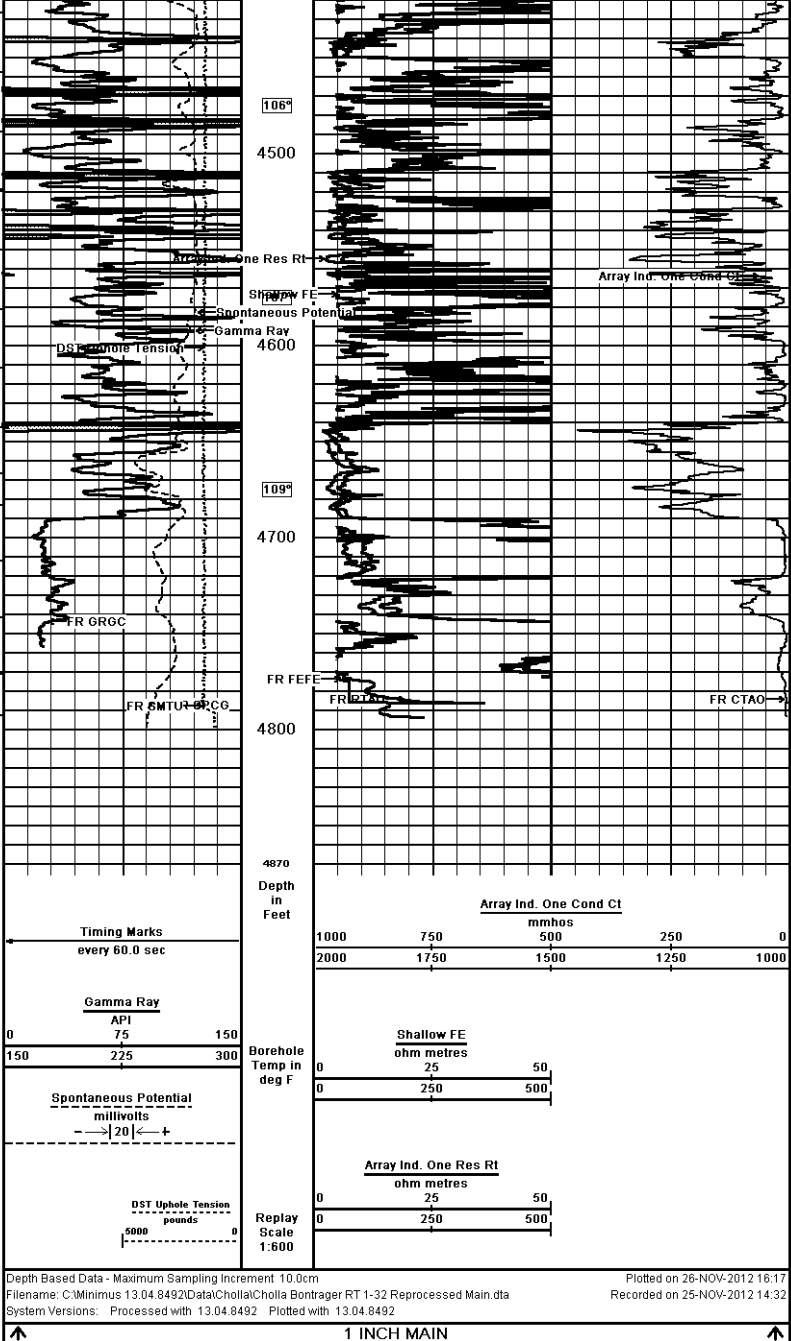 106°
4500
Array Ind. One Res Rt
Array Ind. One Cond Ct
Shallow FE
Spontaneous Potential
Gamma Ray
4600
DST Uphole Tension
109°
4700
FR GRGC
FR FEFE
FR RTAO
FR CTAO
FR SMTU
SPCG
4800
4870
Depth
in
Feet
Array Ind. One Cond Ct
mmhos
1000 750 500 250 0
2000 1750 1500 1250 1000
Timing Marks
every 60.0 sec
Gamma Ray
API
0 75 150
150 225 300
Borehole
Temp in
deg F
Shallow FE
ohm metres
0 25 50
0 250 500
Spontaneous Potential
millivolts
- 20 +
Array Ind. One Res Rt
ohm metres
0 25 50
0 250 500
DST Uphole Tension
pounds
5000 0
Replay
Scale
1:600
Depth Based Data - Maximum Sampling Increment 10.0cm
Plotted on 26-NOV-2012 16:17
Filename: C:\Minimus 13.04.8492\Data\Cholla\Cholla Bontrager RT 1-32 Reprocessed Main.dta
Recorded on 25-NOV-2012 14:32
System Versions: Processed with 13.04.8492 Plotted with 13.04.8492
1 INCH MAIN